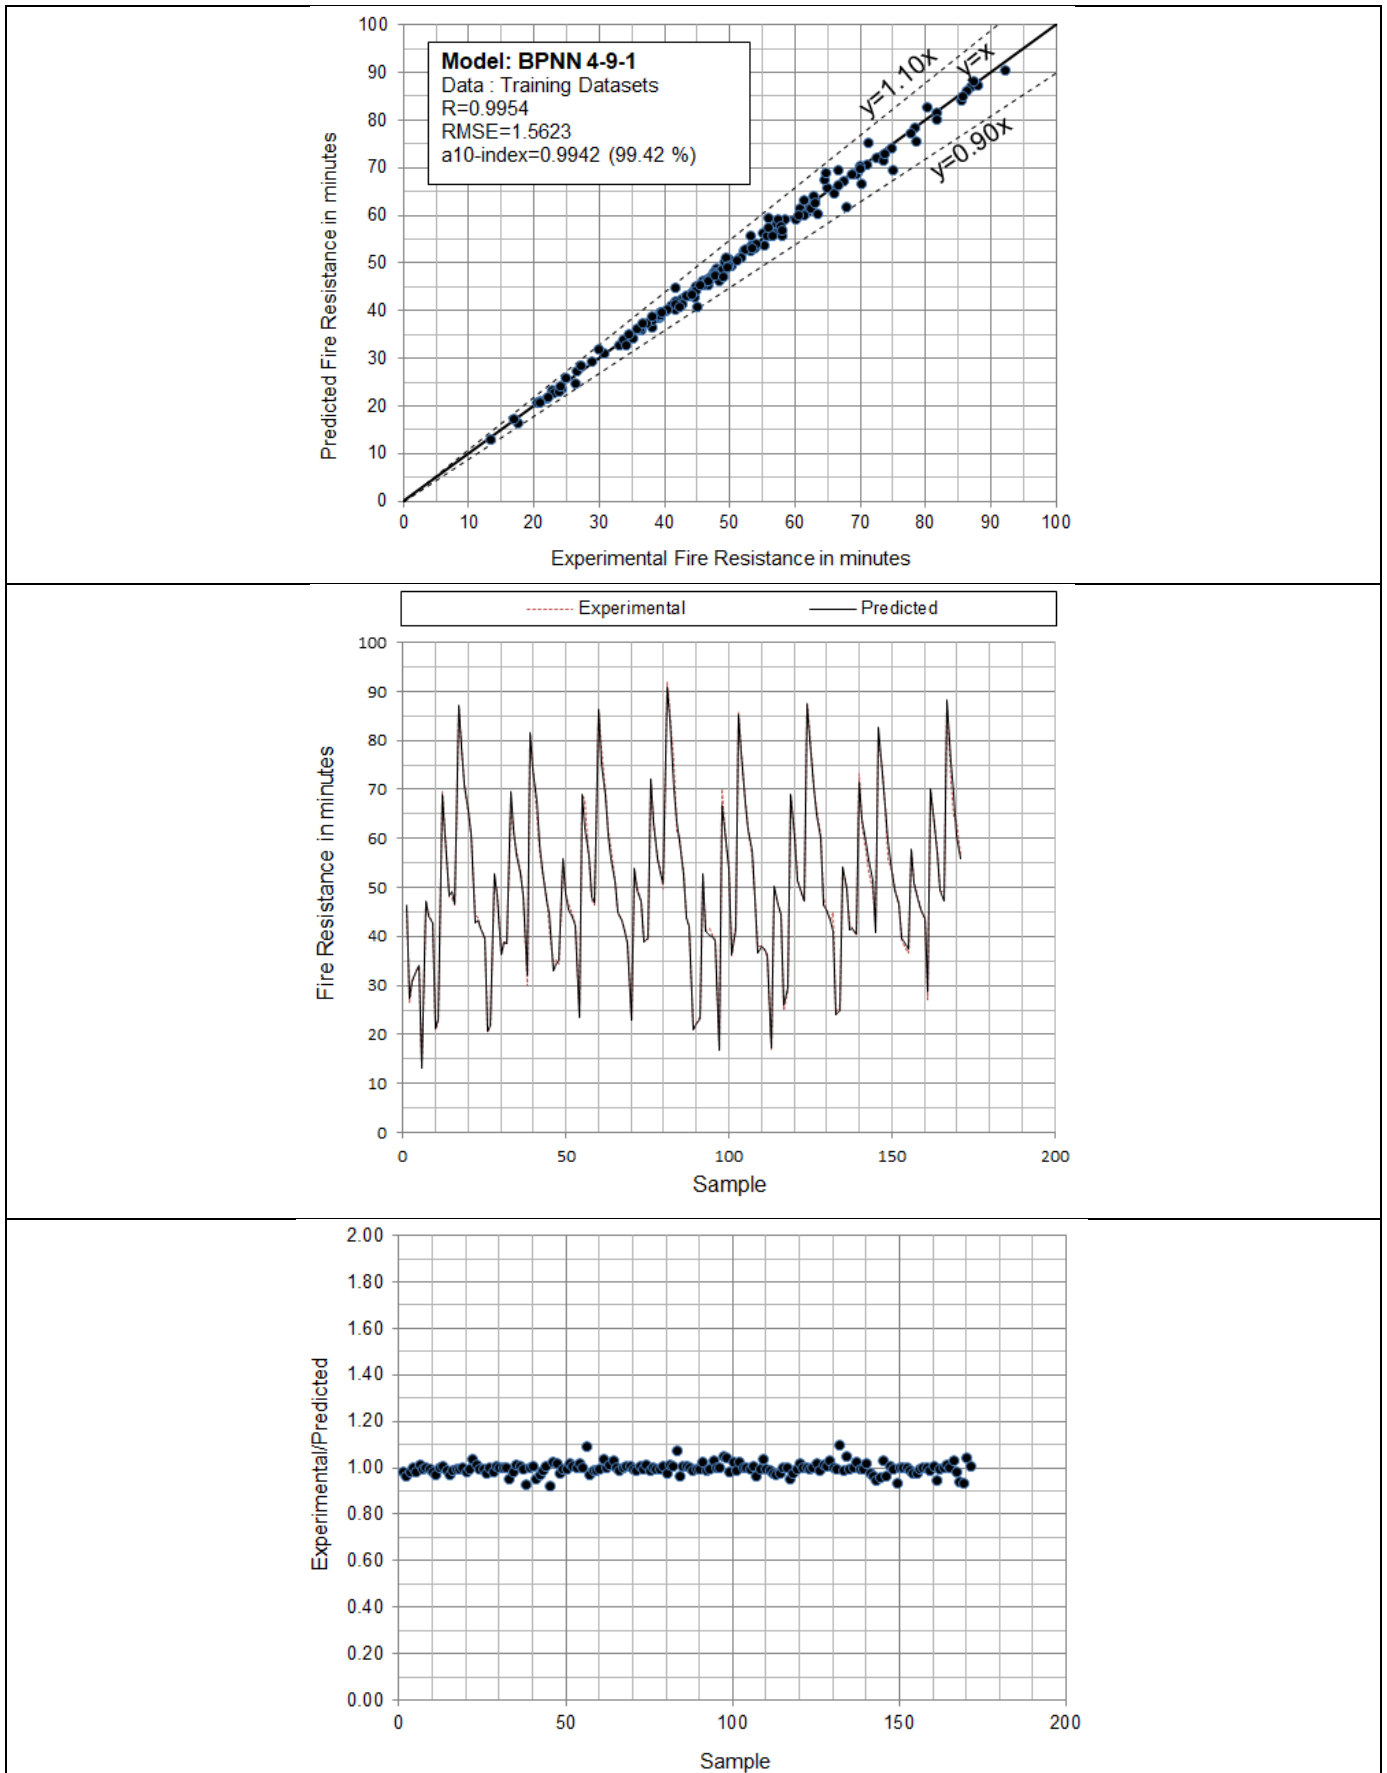 Model: BPNN 4-9-1
Data : Training Datasets
R=0.9954
RMSE=1.5623
a10-index=0.9942 (99.42 %)
y=1.10x
y=x
y=0.90x
100
90
80
70
60
50
40
30
20
10
0
Predicted Fire Resistance in minutes
0 10 20 30 40 50 60 70 80 90 100
Experimental Fire Resistance in minutes
Experimental Predicted
100
90
80
70
60
50
40
30
20
10
0
Fire Resistance in minutes
0 50 100 150 200
Sample
2.00
1.80
1.60
1.40
1.20
1.00
0.80
0.60
0.40
0.20
0.00
Experimental/Predicted
0 50 100 150 200
Sample